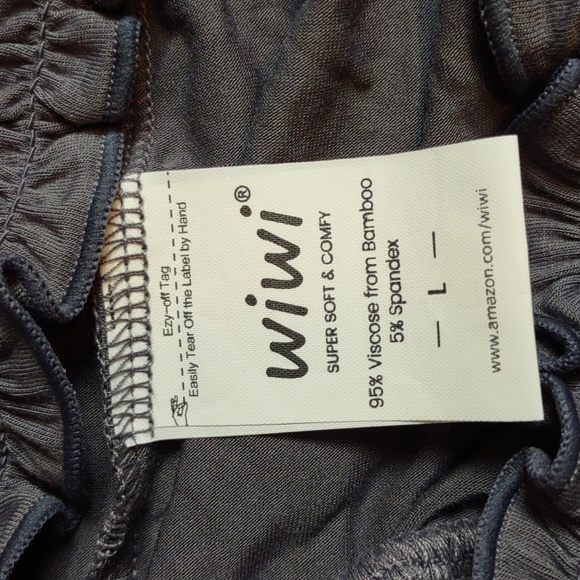 Ezy-off Tag
Easily Tear Off the Label by Hand
wiwi®
SUPER SOFT & COMFY
95% Viscose from Bamboo
5% Spandex
— L —
www.amazon.com/wiwi